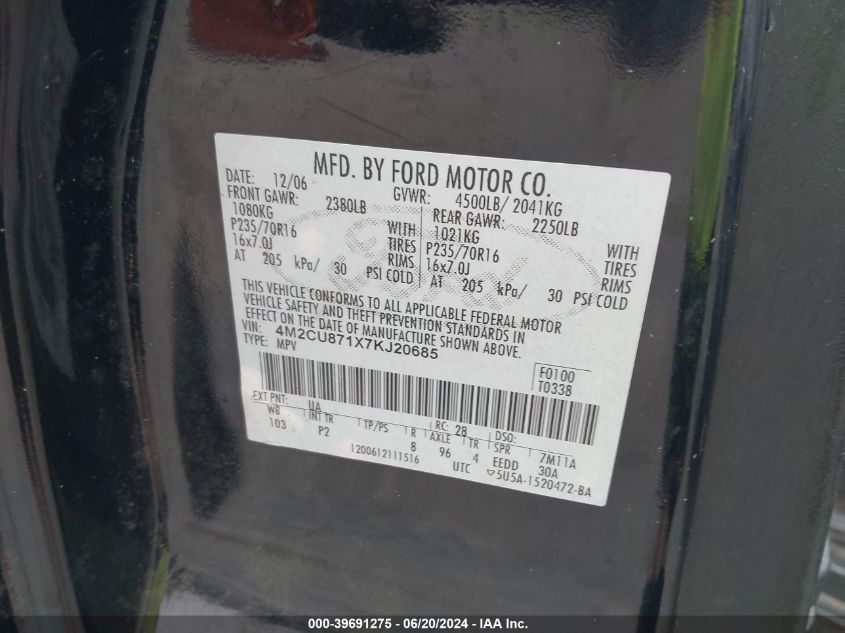 MFD. BY FORD MOTOR CO.
DATE: 12/06 GVWR: 4500LB/ 2041KG
FRONT GAWR: 2380LB REAR GAWR: 2250LB
1080KG WITH 1021KG WITH
P235/70R16 TIRES P235/70R16 TIRES
16x7.0J RIMS 16x7.0J RIMS
AT 205 kPa/ 30 PSI COLD AT 205 kPa/ 30 PSI COLD
THIS VEHICLE CONFORMS TO ALL APPLICABLE FEDERAL MOTOR
VEHICLE SAFETY AND THEFT PREVENTION STANDARDS IN
EFFECT ON THE DATE OF MANUFACTURE SHOWN ABOVE.
VIN: 4M2CU871X7KJ20685
TYPE: MPV
F0100
T0338
EXT PNT: UA RC: 28 DSO:
WB INT TR TP/PS R AXLE TR SPR 7M11A
103 P2 8 96 4 EEDD 30A
1200612111516 UTC 5U5A-1520472-BA
000-39691275 - 06/20/2024 - IAA Inc.